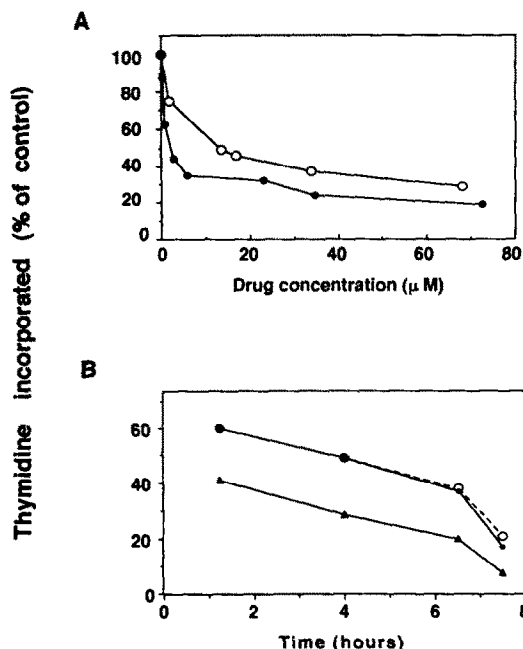 A
Thymidine incorporated (% of control)
100
80
60
40
20
0
0 20 40 60 80
Drug concentration (μ M)
B
60
40
20
0
0 2 4 6 8
Time (hours)